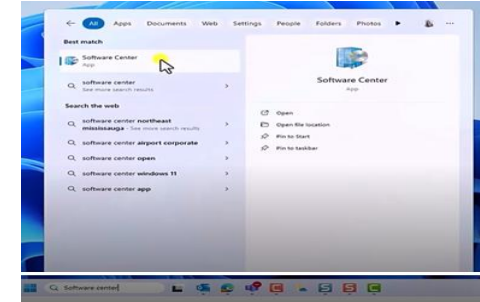 All Apps Documents Web Settings People Folders Photos
Best match
Software Center
App
software center
See more search results
Search the web
software center northeast
mississauga - See more search results
software center airport corporate
software center open
software center windows 11
software center app
Software Center
App
Open
Open file location
Pin to Start
Pin to taskbar
Software center